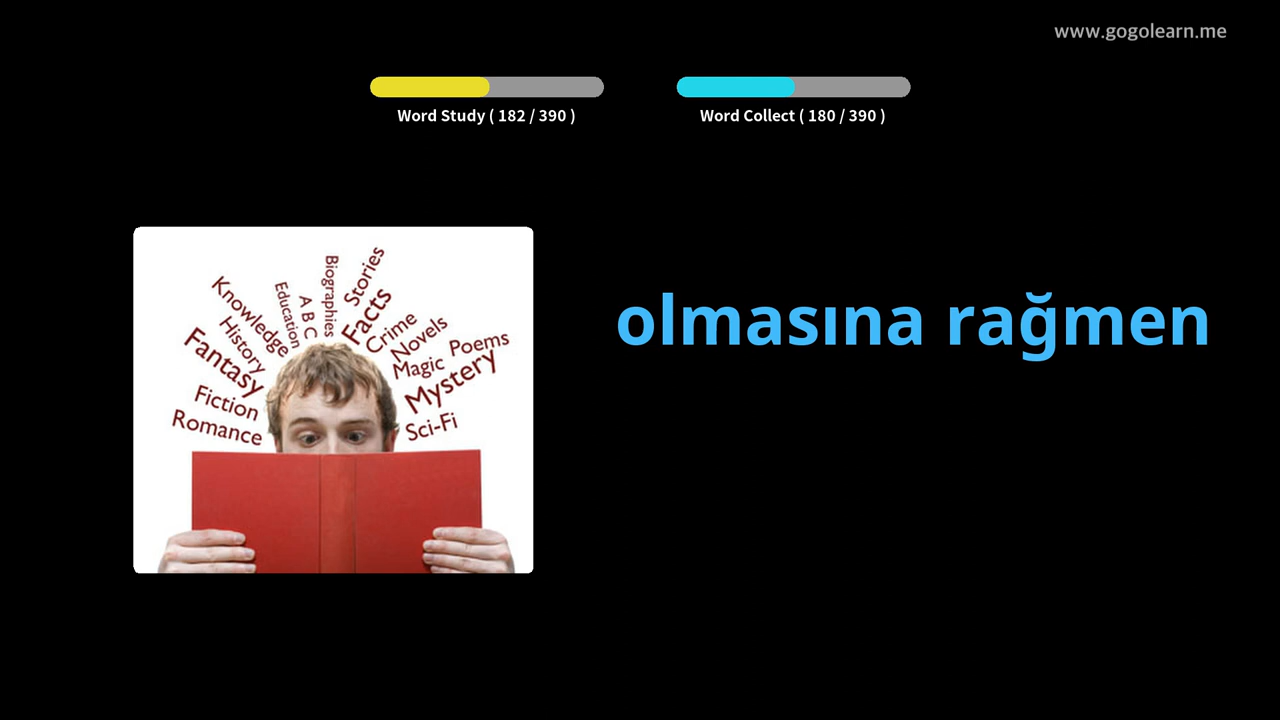 www.gogolearn.me
Word Study ( 182 / 390 )
Word Collect ( 180 / 390 )
olmasına rağmen
Knowledge
Education
A B C
Biographies
Stories
Facts
Crime
Novels
Poems
Magic
Mystery
Sci-Fi
History
Fantasy
Fiction
Romance